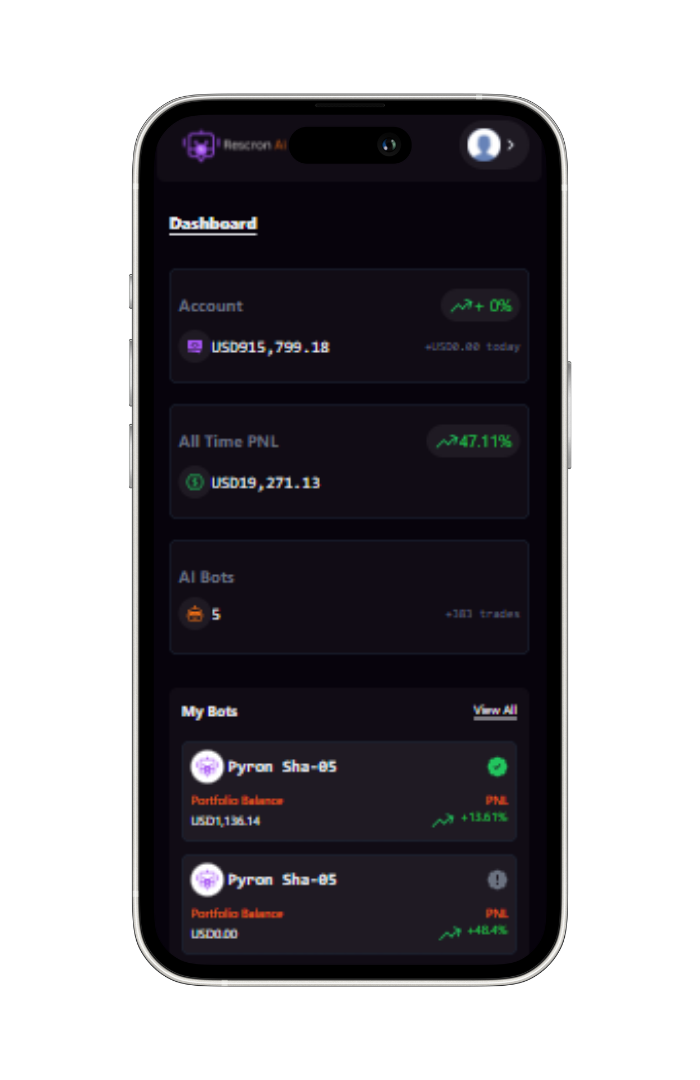 Rescron AI
Dashboard
Account
+ 0%
USD915,799.18
+USD0.00 today
All Time PNL
47.11%
USD19,271.13
AI Bots
5
+383 trades
My Bots
View All
Pyron Sha-05
Portfolio Balance
PNL
USD1,136.14
+13.61%
Pyron Sha-05
Portfolio Balance
PNL
USD0.00
+48.4%